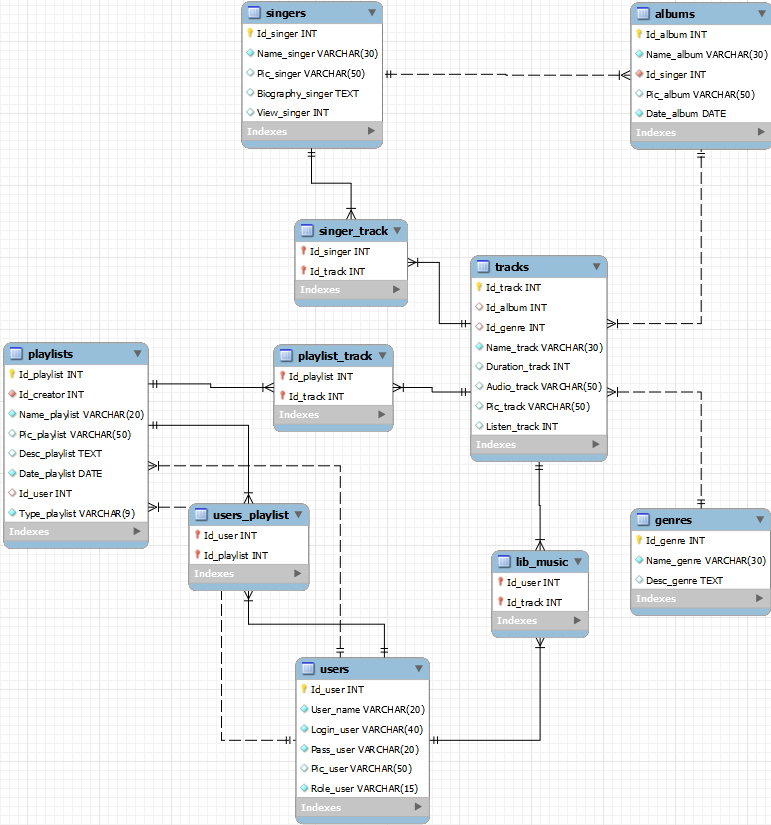 singers
Id_singer INT
Name_singer VARCHAR(30)
Pic_singer VARCHAR(50)
Biography_singer TEXT
View_singer INT
Indexes
albums
Id_album INT
Name_album VARCHAR(30)
Id_singer INT
Pic_album VARCHAR(50)
Date_album DATE
Indexes
singer_track
Id_singer INT
Id_track INT
Indexes
tracks
Id_track INT
Id_album INT
Id_genre INT
Name_track VARCHAR(30)
Duration_track INT
Audio_track VARCHAR(50)
Pic_track VARCHAR(50)
Listen_track INT
Indexes
playlists
Id_playlist INT
Id_creator INT
Name_playlist VARCHAR(20)
Pic_playlist VARCHAR(50)
Desc_playlist TEXT
Date_playlist DATE
Id_user INT
Type_playlist VARCHAR(9)
Indexes
playlist_track
Id_playlist INT
Id_track INT
Indexes
users_playlist
Id_user INT
Id_playlist INT
Indexes
lib_music
Id_user INT
Id_track INT
Indexes
genres
Id_genre INT
Name_genre VARCHAR(30)
Desc_genre TEXT
Indexes
users
Id_user INT
User_name VARCHAR(20)
Login_user VARCHAR(40)
Pass_user VARCHAR(20)
Pic_user VARCHAR(50)
Role_user VARCHAR(15)
Indexes